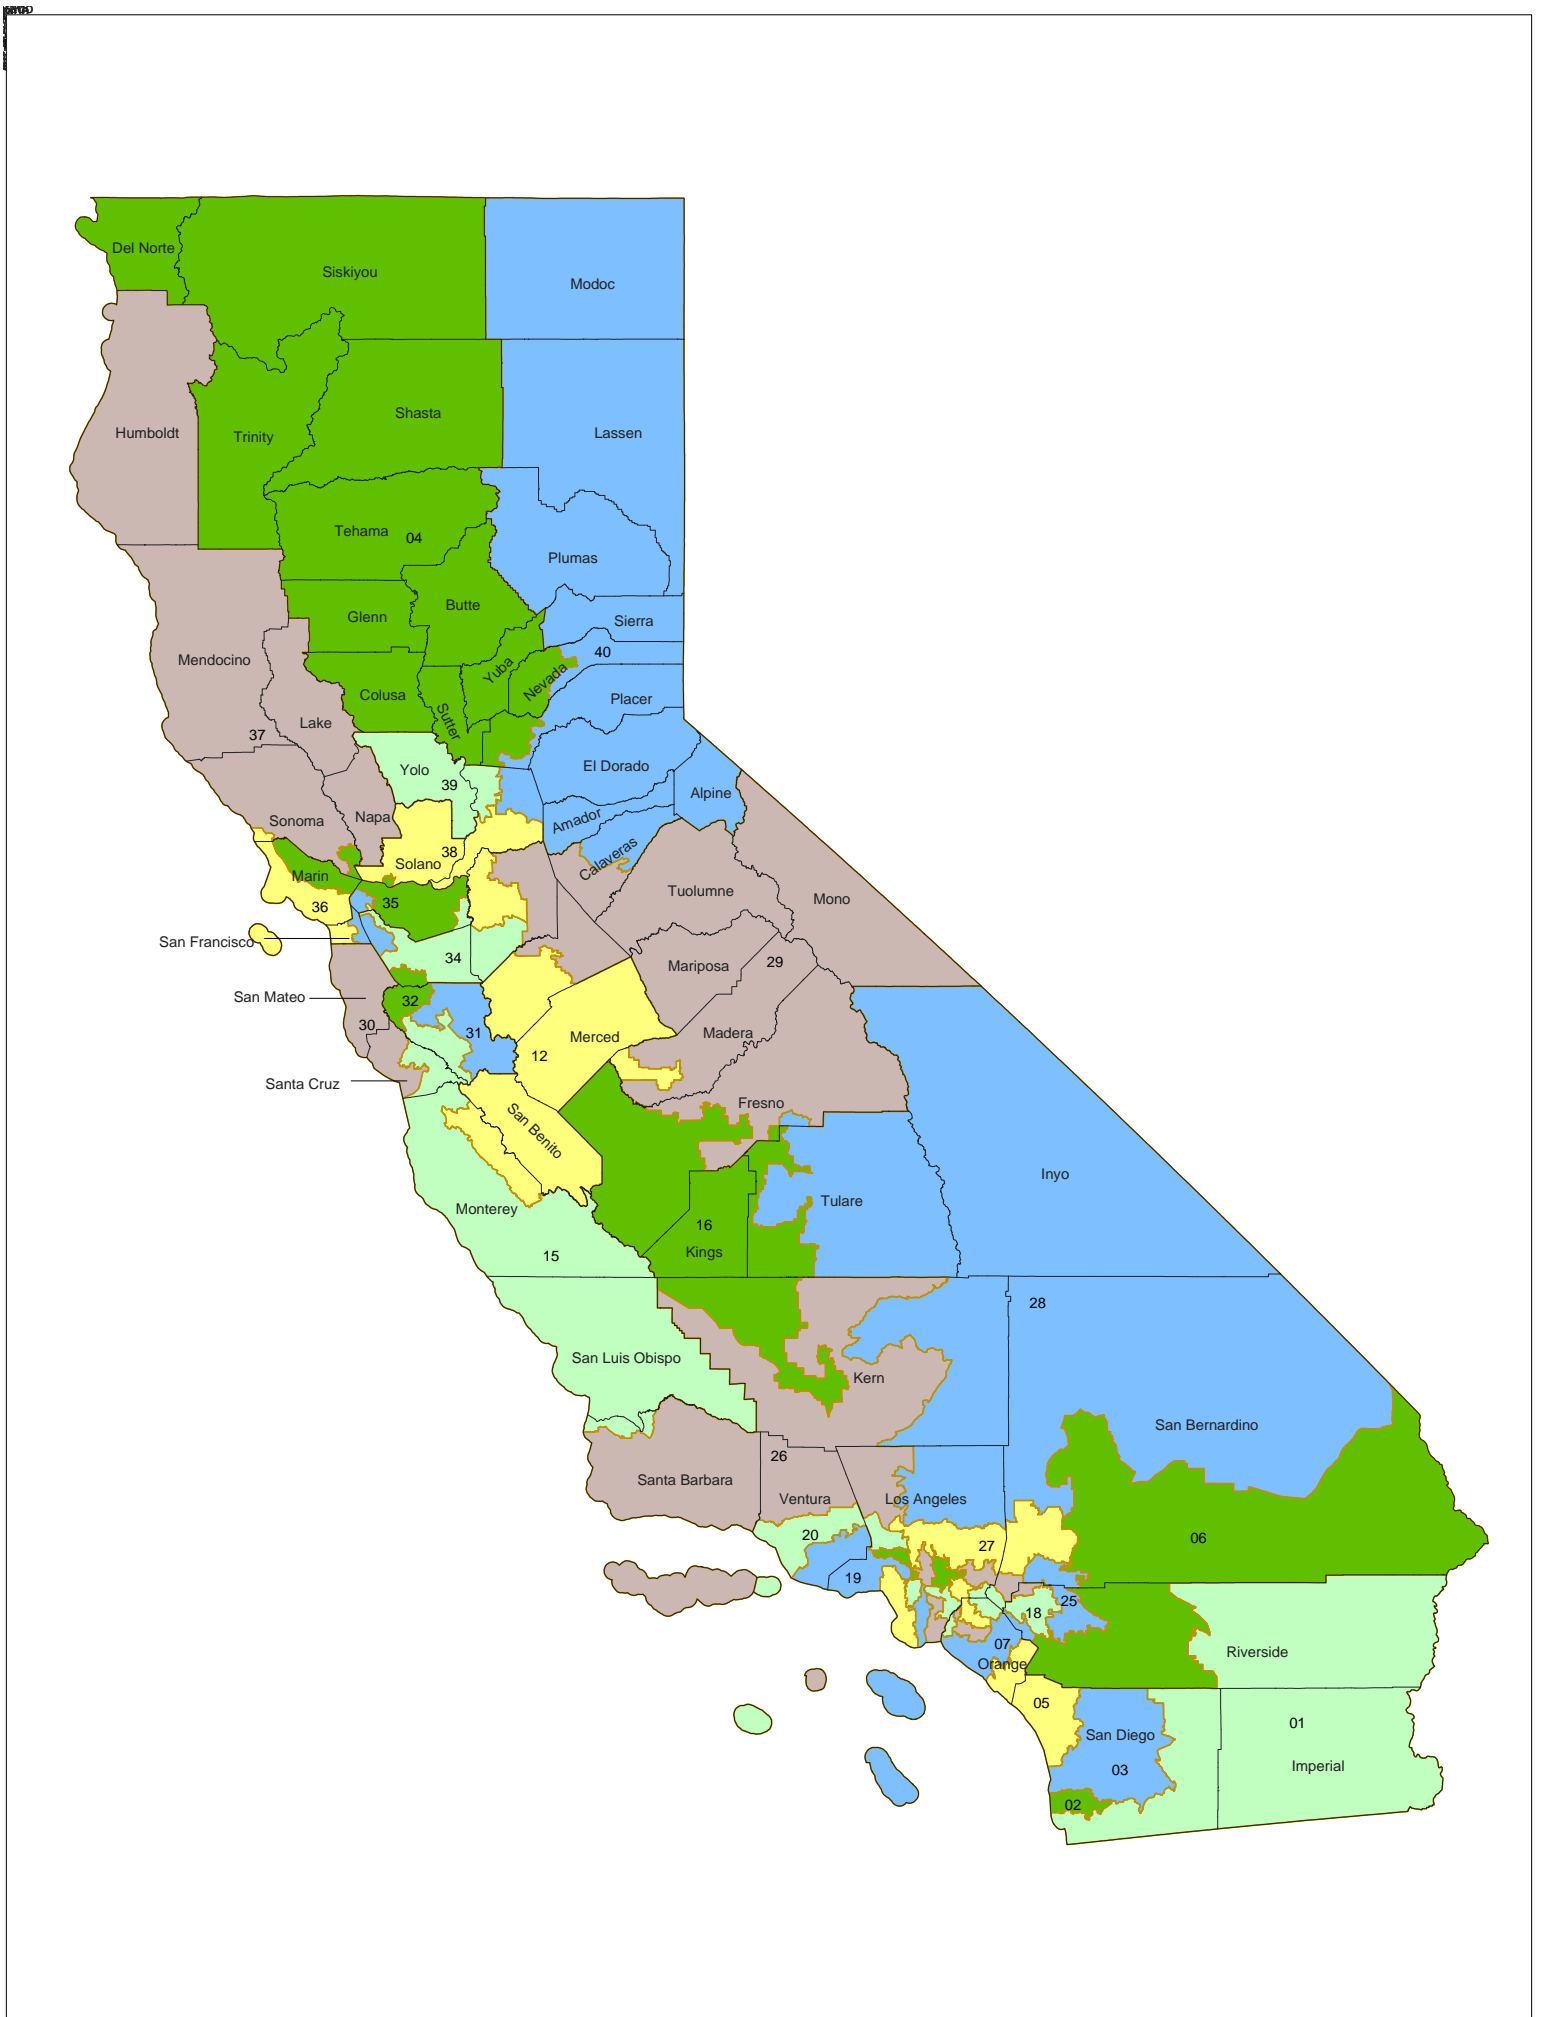 Del Norte
Siskiyou
Modoc
Humboldt
Trinity
Shasta
Lassen
Tehama
04
Plumas
Glenn
Butte
Sierra
Mendocino
40
Yuba
Nevada
Colusa
Placer
Sutter
Lake
37
Yolo
El Dorado
39
Alpine
Sonoma
Napa
Amador
38
Solano
Calaveras
Marin
Tuolumne
Mono
36
35
San Francisco
34
Mariposa
29
San Mateo
32
30
31
Merced
Madera
12
Santa Cruz
Fresno
San Benito
Inyo
Monterey
Tulare
16
15
Kings
28
San Luis Obispo
Kern
San Bernardino
26
Santa Barbara
Ventura
Los Angeles
20
06
27
19
25
18
07
Riverside
Orange
05
01
San Diego
Imperial
03
02